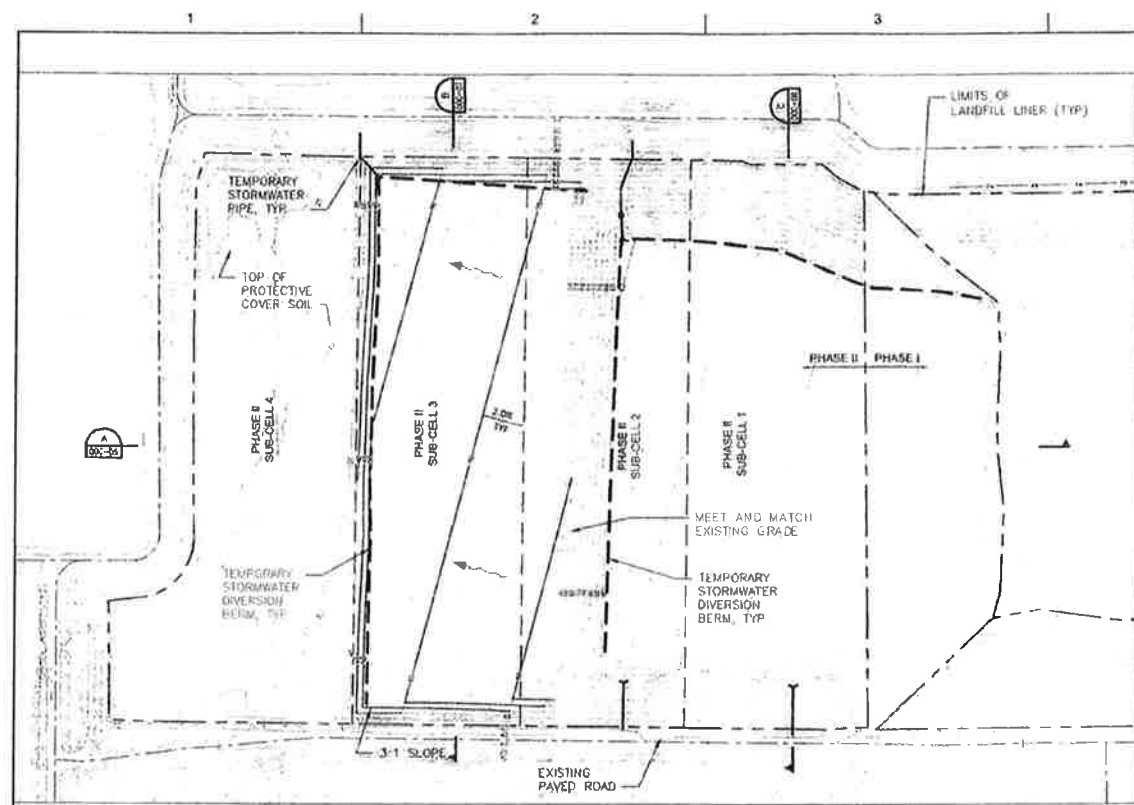 1
2
3
LIMITS OF
LANDFILL LINER (TYP)
TEMPORARY
STORMWATER
PIPE, TYP.
TOP OF
PROTECTIVE
COVER SOIL
PHASE II
PHASE I
PHASE II
SUB-CELL 4
PHASE II
SUB-CELL 3
2.0%
TYP
PHASE II
SUB-CELL 2
PHASE II
SUB-CELL 1
A
MEET AND MATCH
EXISTING GRADE
TEMPORARY
STORMWATER
DIVERSION
BERM, TYP
TEMPORARY
STORMWATER
DIVERSION
BERM, TYP
3:1 SLOPE
EXISTING
PAVED ROAD